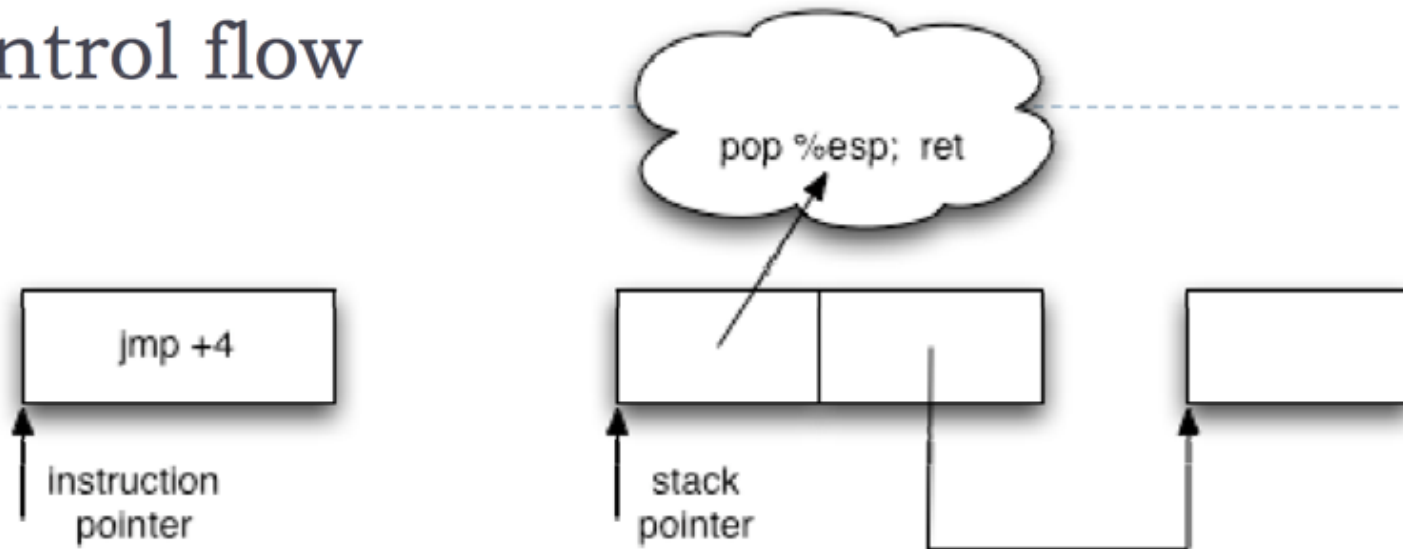 ntrol flow
pop %esp; ret
jmp +4
instruction
pointer
stack
pointer